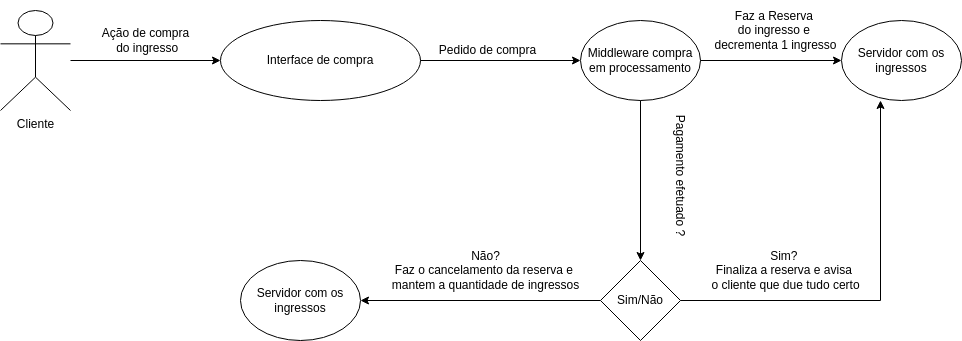 Cliente
Ação de compra
do ingresso
Interface de compra
Pedido de compra
Middleware compra
em processamento
Faz a Reserva
do ingresso e
decrementa 1 ingresso
Servidor com os
ingressos
Pagamento efetuado ?
Sim/Não
Não?
Faz o cancelamento da reserva e
mantem a quantidade de ingressos
Servidor com os
ingressos
Sim?
Finaliza a reserva e avisa
o cliente que due tudo certo